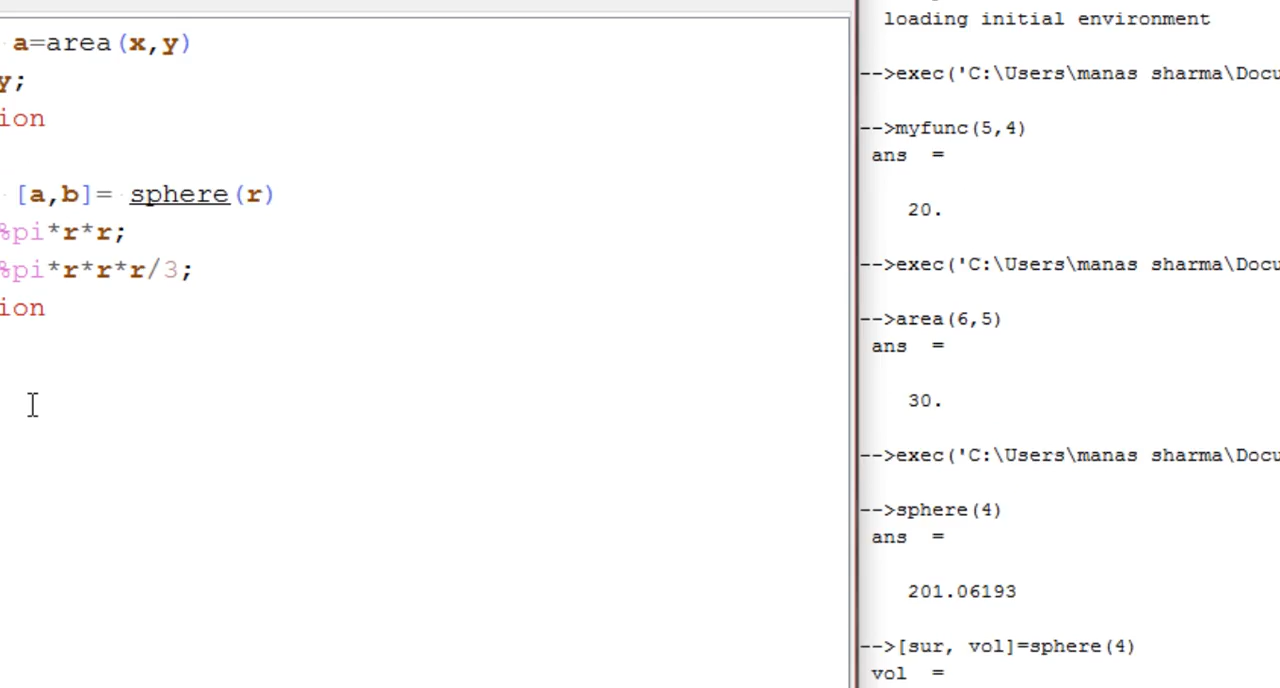 a=area(x,y)
y;
ion
[a,b]= sphere(r)
%pi*r*r;
%pi*r*r*r/3;
ion
loading initial environment
-->exec('C:\Users\manas sharma\Docu
-->myfunc(5,4)
ans =
20.
-->exec('C:\Users\manas sharma\Docu
-->area(6,5)
ans =
30.
-->exec('C:\Users\manas sharma\Docu
-->sphere(4)
ans =
201.06193
-->[sur, vol]=sphere(4)
vol =